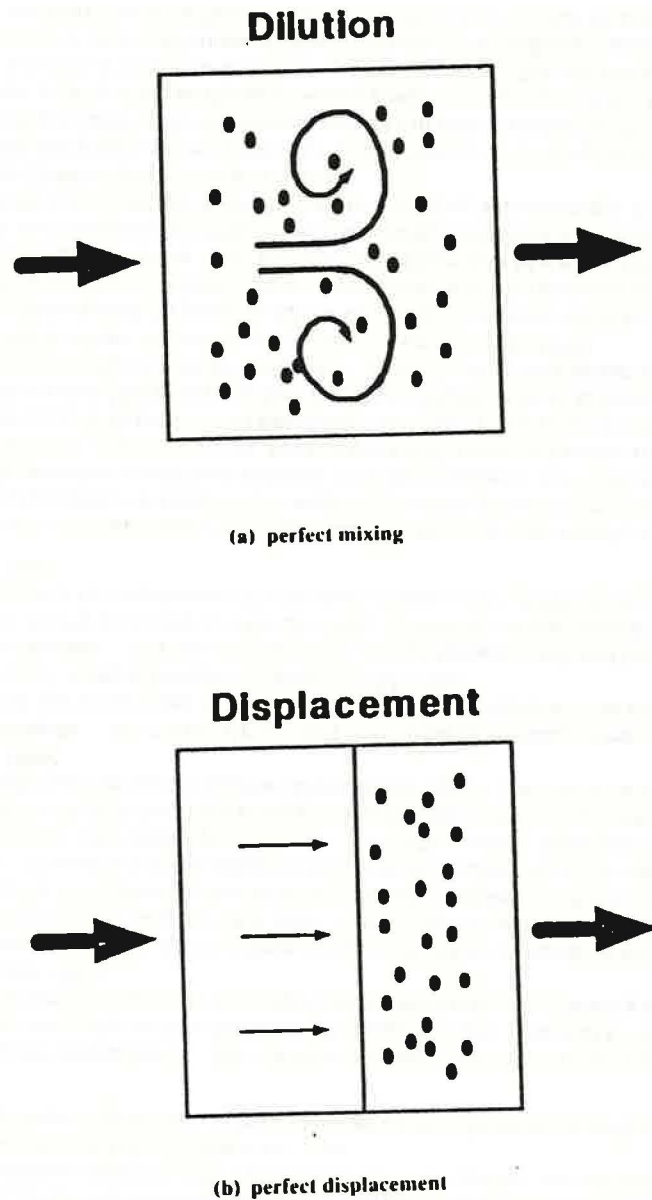 Dilution
(a) perfect mixing
Displacement
(b) perfect displacement